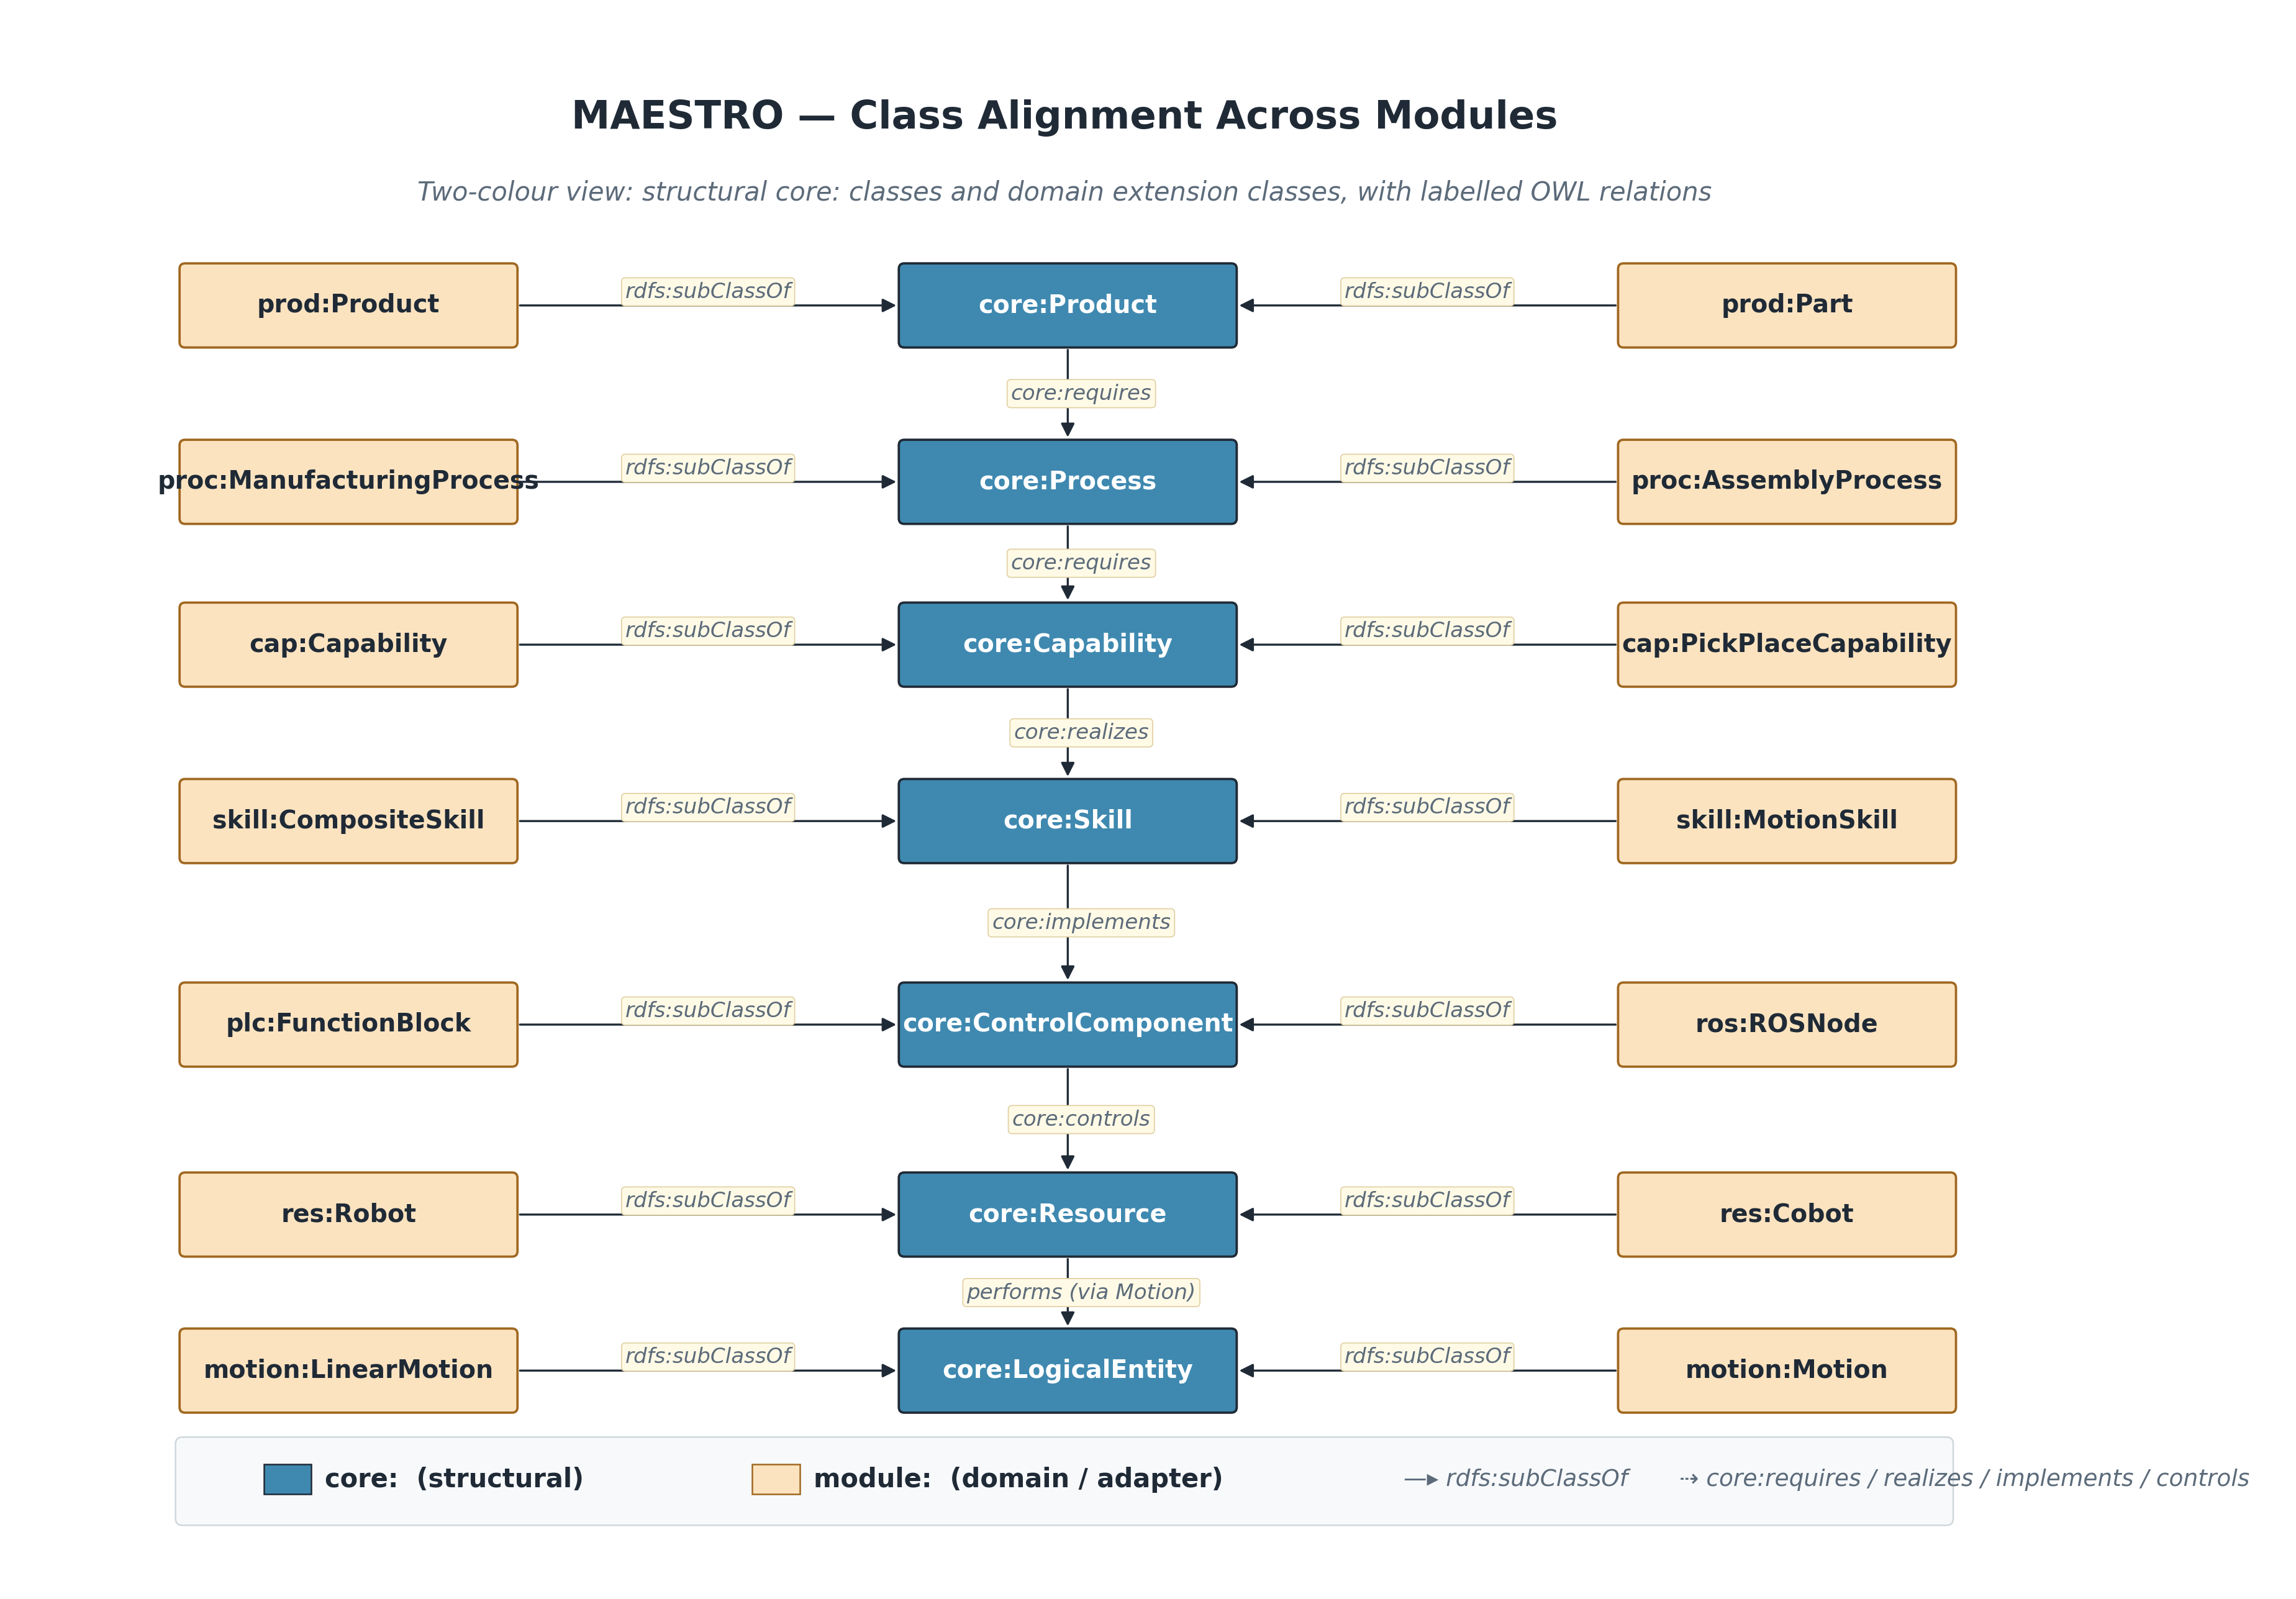 MAESTRO — Class Alignment Across Modules
Two-colour view: structural core: classes and domain extension classes, with labelled OWL relations
prod:Product
rdfs:subClassOf
core:Product
rdfs:subClassOf
prod:Part
core:requires
proc:ManufacturingProcess
rdfs:subClassOf
core:Process
rdfs:subClassOf
proc:AssemblyProcess
core:requires
cap:Capability
rdfs:subClassOf
core:Capability
rdfs:subClassOf
cap:PickPlaceCapability
core:realizes
skill:CompositeSkill
rdfs:subClassOf
core:Skill
rdfs:subClassOf
skill:MotionSkill
core:implements
plc:FunctionBlock
rdfs:subClassOf
core:ControlComponent
rdfs:subClassOf
ros:ROSNode
core:controls
res:Robot
rdfs:subClassOf
core:Resource
rdfs:subClassOf
res:Cobot
performs (via Motion)
motion:LinearMotion
rdfs:subClassOf
core:LogicalEntity
rdfs:subClassOf
motion:Motion
core: (structural)
module: (domain / adapter)
—▸ rdfs:subClassOf
⇢ core:requires / realizes / implements / controls